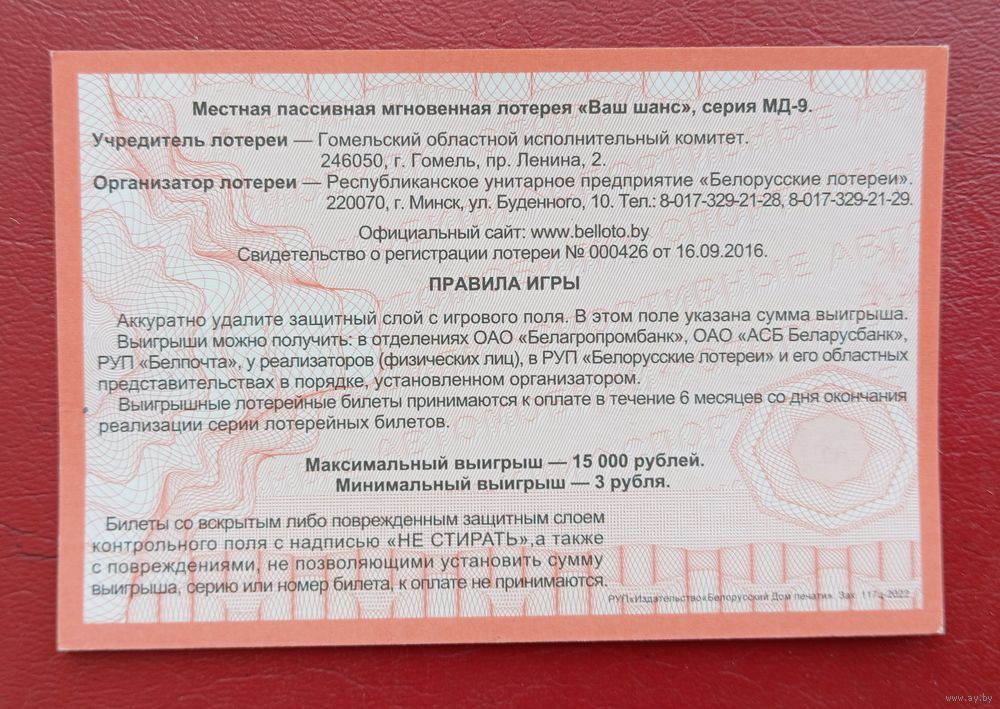 Местная пассивная мгновенная лотерея «Ваш шанс», серия МД-9.
Учредитель лотереи — Гомельский областной исполнительный комитет.
246050, г. Гомель, пр. Ленина, 2.
Организатор лотереи — Республиканское унитарное предприятие «Белорусские лотереи».
220070, г. Минск, ул. Буденного, 10. Тел.: 8-017-329-21-28, 8-017-329-21-29.
Официальный сайт: www.belloto.by
Свидетельство о регистрации лотереи № 000426 от 16.09.2016.
ПРАВИЛА ИГРЫ
Аккуратно удалите защитный слой с игрового поля. В этом поле указана сумма выигрыша.
Выигрыши можно получить: в отделениях ОАО «Белагропромбанк», ОАО «АСБ Беларусбанк»,
РУП «Белпочта», у реализаторов (физических лиц), в РУП «Белорусские лотереи» и его областных
представительствах в порядке, установленном организатором.
Выигрышные лотерейные билеты принимаются к оплате в течение 6 месяцев со дня окончания
реализации серии лотерейных билетов.
Максимальный выигрыш — 15 000 рублей.
Минимальный выигрыш — 3 рубля.
Билеты со вскрытым либо поврежденным защитным слоем
контрольного поля с надписью «НЕ СТИРАТЬ»,а также
с повреждениями, не позволяющими установить сумму
выигрыша, серию или номер билета, к оплате не принимаются.
РУП«Издательство«Белорусский Дом печати». Зак. 117ц-2022
www.ay.by